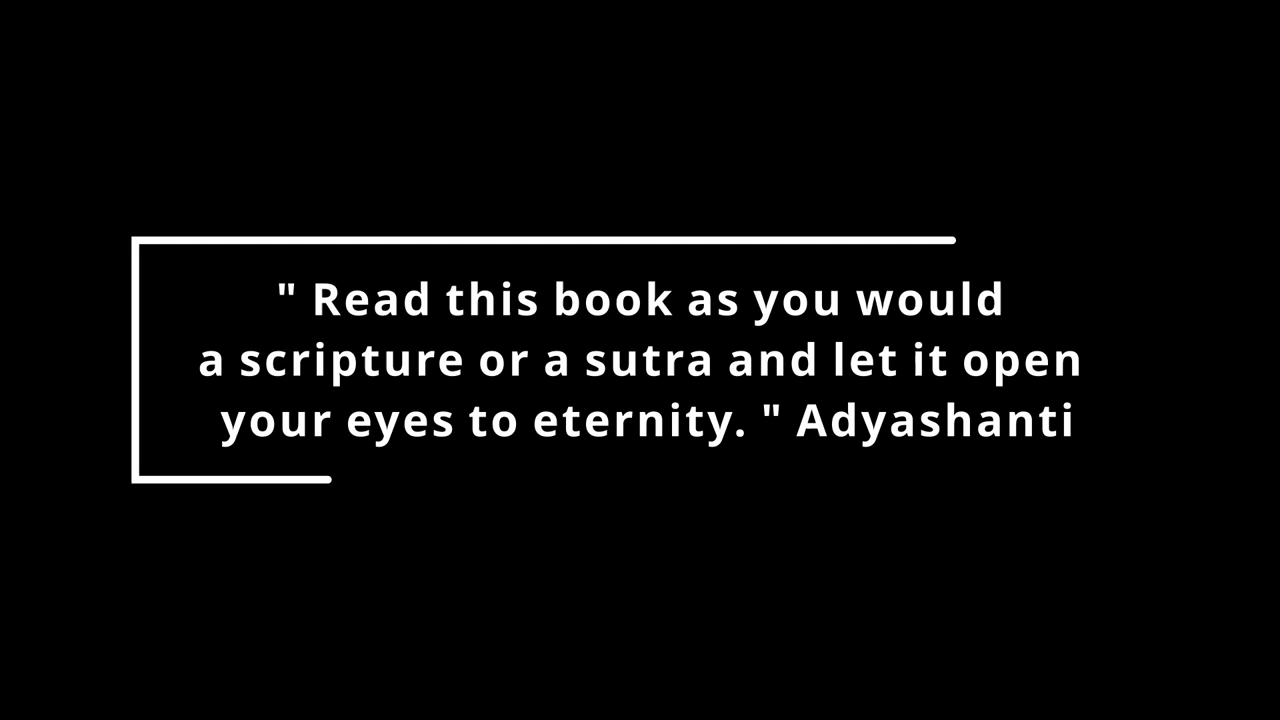 " Read this book as you would
a scripture or a sutra and let it open
your eyes to eternity. " Adyashanti